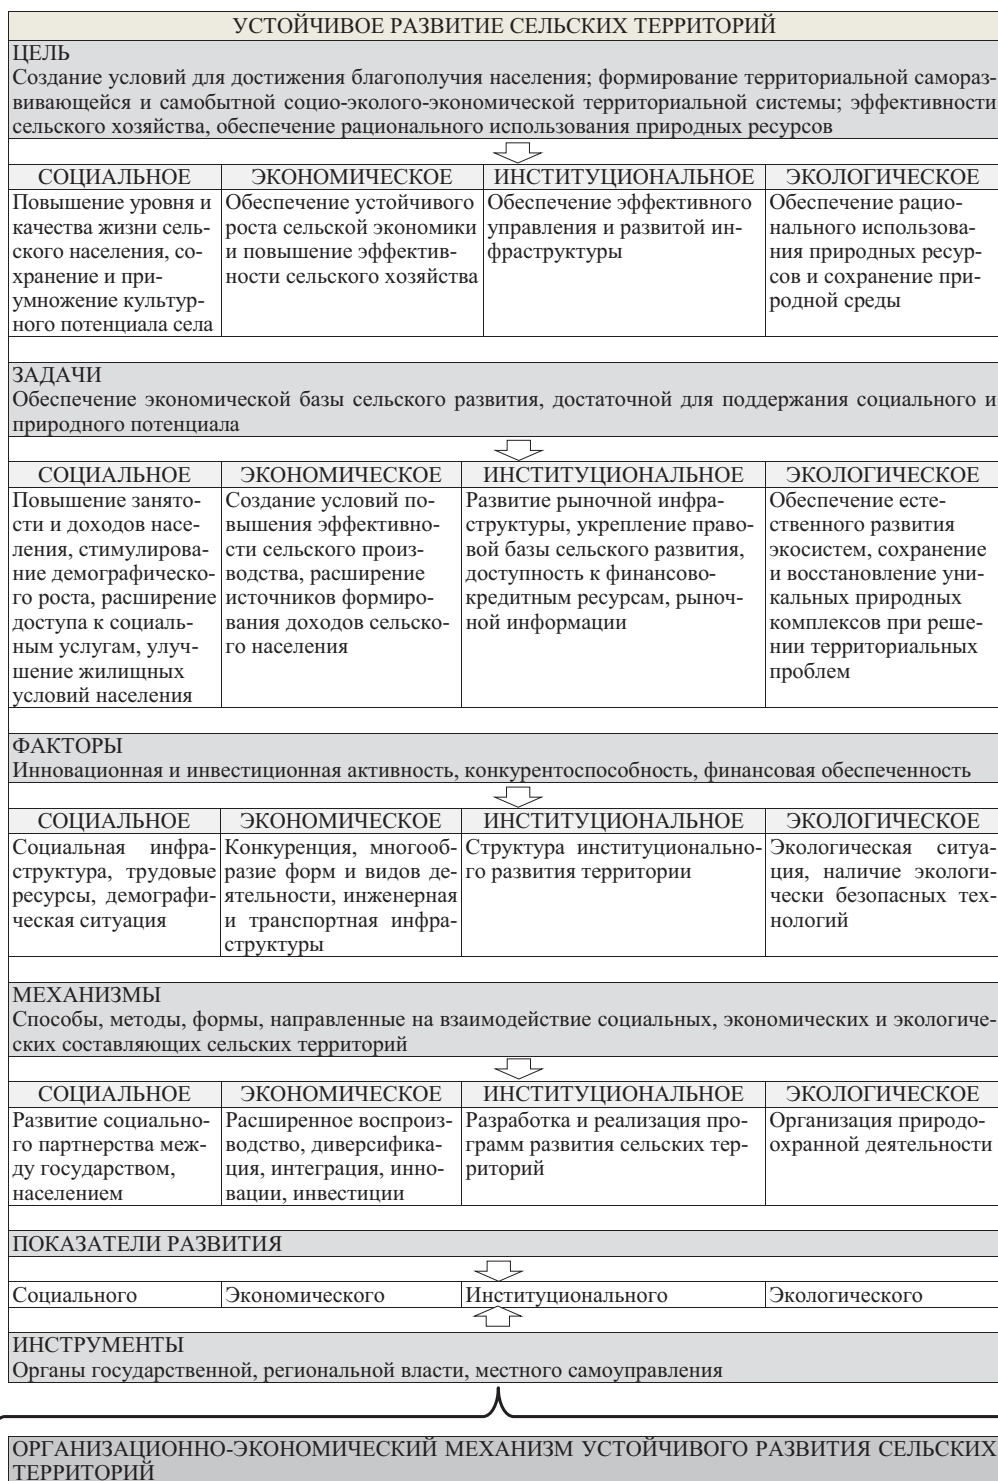 УСТОЙЧИВОЕ РАЗВИТИЕ СЕЛЬСКИХ ТЕРРИТОРИЙ
ЦЕЛЬ
Создание условий для достижения благополучия населения; формирование территориальной самораз-
вивающейся и самобытной социо-эколого-экономической территориальной системы; эффективности
сельского хозяйства, обеспечение рационального использования природных ресурсов
СОЦИАЛЬНОЕ
Повышение уровня и
качества жизни сель-
ского населения, со-
хранение и при-
умножение культур-
ного потенциала села
ЭКОНОМИЧЕСКОЕ
Обеспечение устойчивого
роста сельской экономики
и повышение эффектив-
ности сельского хозяйства
ИНСТИТУЦИОНАЛЬНОЕ
Обеспечение эффективного
управления и развитой ин-
фраструктуры
ЭКОЛОГИЧЕСКОЕ
Обеспечение рацио-
нального использова-
ния природных ресур-
сов и сохранение при-
родной среды
ЗАДАЧИ
Обеспечение экономической базы сельского развития, достаточной для поддержания социального и
природного потенциала
СОЦИАЛЬНОЕ
Повышение занято-
сти и доходов насе-
ления, стимулирова-
ние демографическо-
го роста, расширение
доступа к социаль-
ным услугам, улуч-
шение жилищных
условий населения
ЭКОНОМИЧЕСКОЕ
Создание условий по-
вышения эффективно-
сти сельского произ-
водства, расширение
источников формиро-
вания доходов сельско-
го населения
ИНСТИТУЦИОНАЛЬНОЕ
Развитие рыночной инфра-
структуры, укрепление право-
вой базы сельского развития,
доступность к финансово-
кредитным ресурсам, рыноч-
ной информации
ЭКОЛОГИЧЕСКОЕ
Обеспечение есте-
ственного развития
экосистем, сохранение
и восстановление уни-
кальных природных
комплексов при реше-
нии территориальных
проблем
ФАКТОРЫ
Инновационная и инвестиционная активность, конкурентоспособность, финансовая обеспеченность
СОЦИАЛЬНОЕ
Социальная инфра-
структура, трудовые
ресурсы, демографи-
ческая ситуация
ЭКОНОМИЧЕСКОЕ
Конкуренция, многооб-
разие форм и видов де-
ятельности, инженерная
и транспортная инфра-
структуры
ИНСТИТУЦИОНАЛЬНОЕ
Структура институционально-
го развития территории
ЭКОЛОГИЧЕСКОЕ
Экологическая ситуа-
ция, наличие экологи-
чески безопасных тех-
нологий
МЕХАНИЗМЫ
Способы, методы, формы, направленные на взаимодействие социальных, экономических и экологиче-
ских составляющих сельских территорий
СОЦИАЛЬНОЕ
Развитие социально-
го партнерства меж-
ду государством,
населением
ЭКОНОМИЧЕСКОЕ
Расширенное воспроиз-
водство, диверсифика-
ция, интеграция, инно-
вации, инвестиции
ИНСТИТУЦИОНАЛЬНОЕ
Разработка и реализация про-
грамм развития сельских тер-
риторий
ЭКОЛОГИЧЕСКОЕ
Организация природо-
охранной деятельности
ПОКАЗАТЕЛИ РАЗВИТИЯ
Социального
Экономического
Институционального
Экологического
ИНСТРУМЕНТЫ
Органы государственной, региональной власти, местного самоуправления
ОРГАНИЗАЦИОННО-ЭКОНОМИЧЕСКИЙ МЕХАНИЗМ УСТОЙЧИВОГО РАЗВИТИЯ СЕЛЬСКИХ
ТЕРРИТОРИЙ